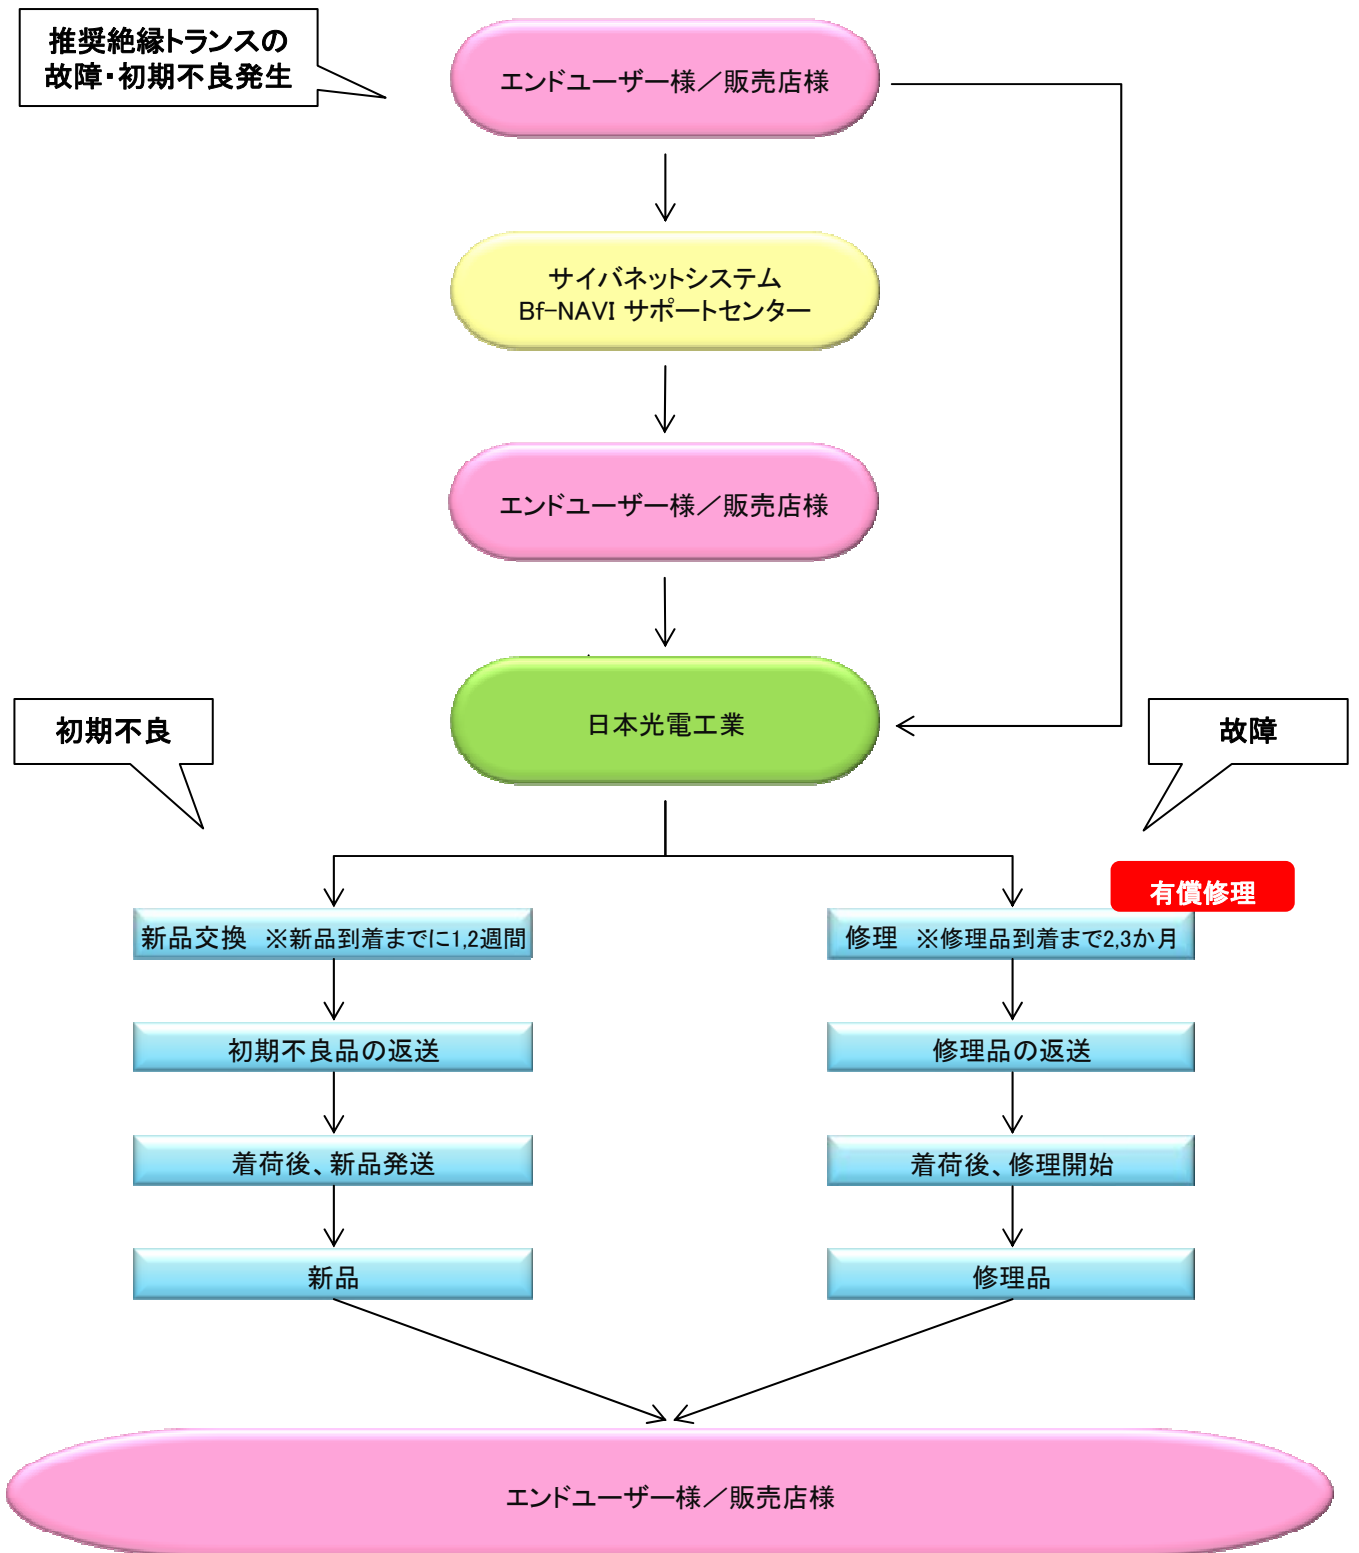 推奨絶縁トランスの
故障・初期不良発生
エンドユーザー様／販売店様
サイバネットシステム
Bf-NAVI サポートセンター
エンドユーザー様／販売店様
日本光電工業
初期不良
故障
有償修理
新品交換 ※新品到着までに1,2週間
修理 ※修理品到着まで2,3か月
初期不良品の返送
修理品の返送
着荷後、新品発送
着荷後、修理開始
新品
修理品
エンドユーザー様／販売店様